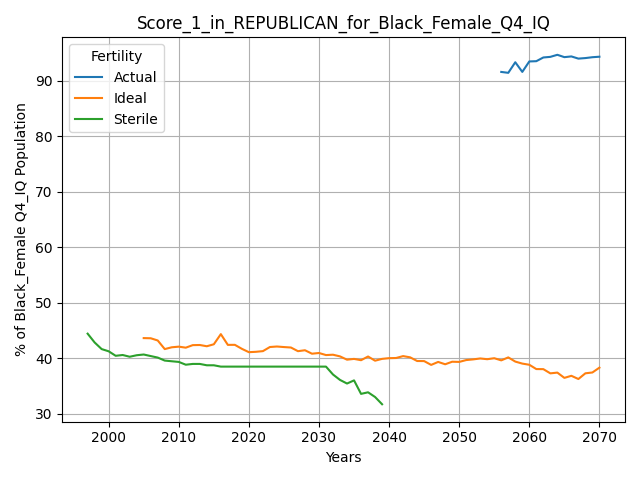 Score_1_in_REPUBLICAN_for_Black_Female_Q4_IQ
Fertility
Actual
Ideal
Sterile
% of Black_Female Q4_IQ Population
90
80
70
60
50
40
30
2000 2010 2020 2030 2040 2050 2060 2070
Years